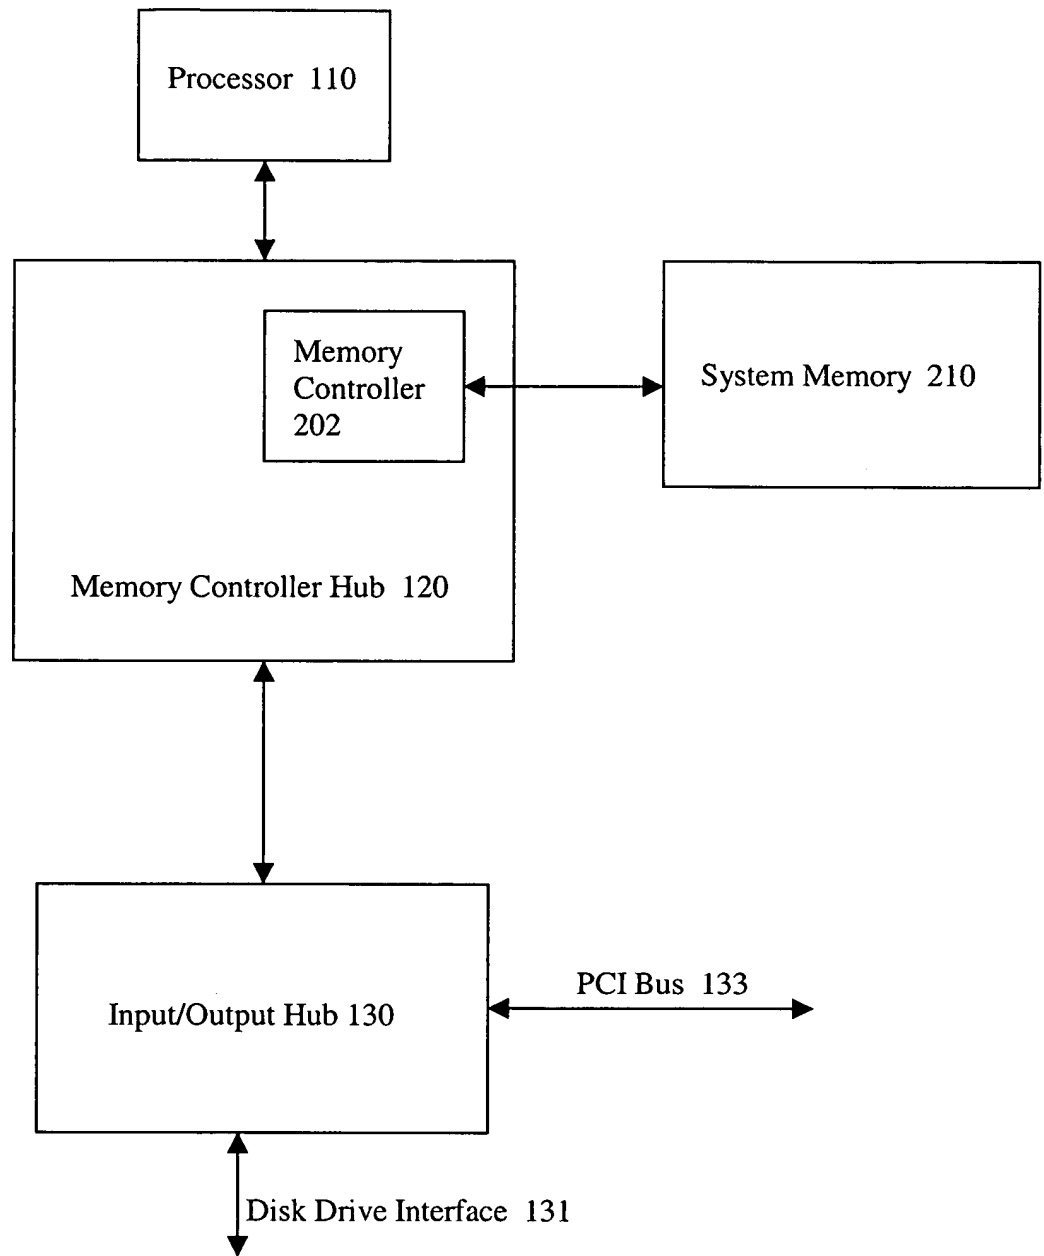 Processor 110
Memory
Controller
202
System Memory 210
Memory Controller Hub 120
PCI Bus 133
Input/Output Hub 130
Disk Drive Interface 131